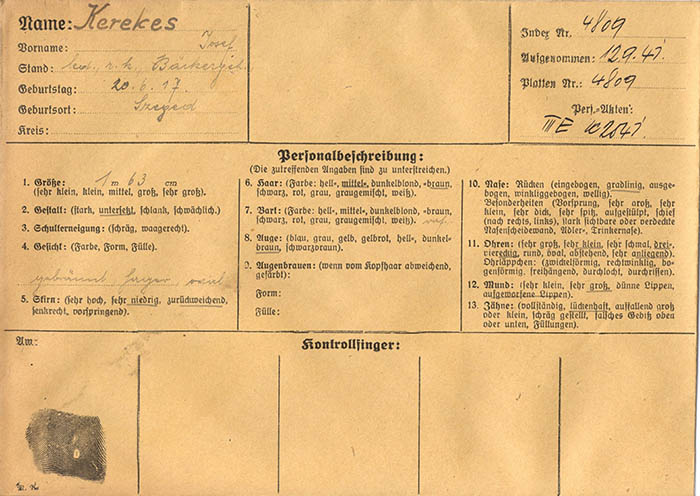 Name: Kerekes
Vorname: Josef
Stand: led. r. k. Bäckergeh.
Geburtstag: 20. 6. 17.
Geburtsort: Szeged
Kreis:
Index Nr. 4809
Aufgenommen: 12.9.41.
Platten Nr.: 4809
Pers.-Akten:
III E
Personalbeschreibung:
(Die zutreffenden Angaben sind zu unterstreichen.)
1. Größe: 1 m 63 cm
(sehr klein, klein, mittel, groß, sehr groß).
2. Gestalt: (stark, untersetzt, schlank, schwächlich.)
3. Schulterneigung: (schräg, waagerecht.)
4. Gesicht: (Farbe, Form, Fülle).
gebräunt hager oval
5. Stirn: (sehr hoch, sehr niedrig, zurückweichend,
senkrecht, vorspringend).
6. Haar: (Farbe: hell-, mittel-, dunkelblond, -braun,
schwarz, rot, grau, graugemischt, weiß).
7. Bart: (Farbe: hell-, mittel-, dunkelblond, -braun,
schwarz, rot, grau, graugemischt, weiß.)
8. Auge: (blau, grau, gelb, gelbrot, hell-, dunkel-
braun, schwarzbraun).
9. Augenbrauen: (wenn vom Kopfhaar abweichend,
gefärbt):
Form:
Fülle:
10. Nase: Rücken (eingebogen, gradlinig, ausge-
bogen, winkliggebogen, wellig).
Besonderheiten (Vorsprung, sehr groß, sehr
klein, sehr dick, sehr spitz, aufgestülpt, schief
(nach rechts, links), stark sichtbare oder verdeckte
Nasenscheidewand, Adler-, Trinkernase).
11. Ohren: (sehr groß, sehr klein, sehr schmal, drei-,
viereckig, rund, oval, abstehend, sehr anliegend).
Ohrläppchen: (zwickelförmig, rechtwinklig, bo-
genförmig, freihängend, durchlocht, durchrissen).
12. Mund: (sehr klein, sehr groß, dünne Lippen,
aufgeworfene Lippen).
13. Zähne: (vollständig, lückenhaft, auffallend groß
oder klein, schräg gestellt, falsches Gebiß oben
oder unten, Füllungen).
Am:
Kontrollfinger: